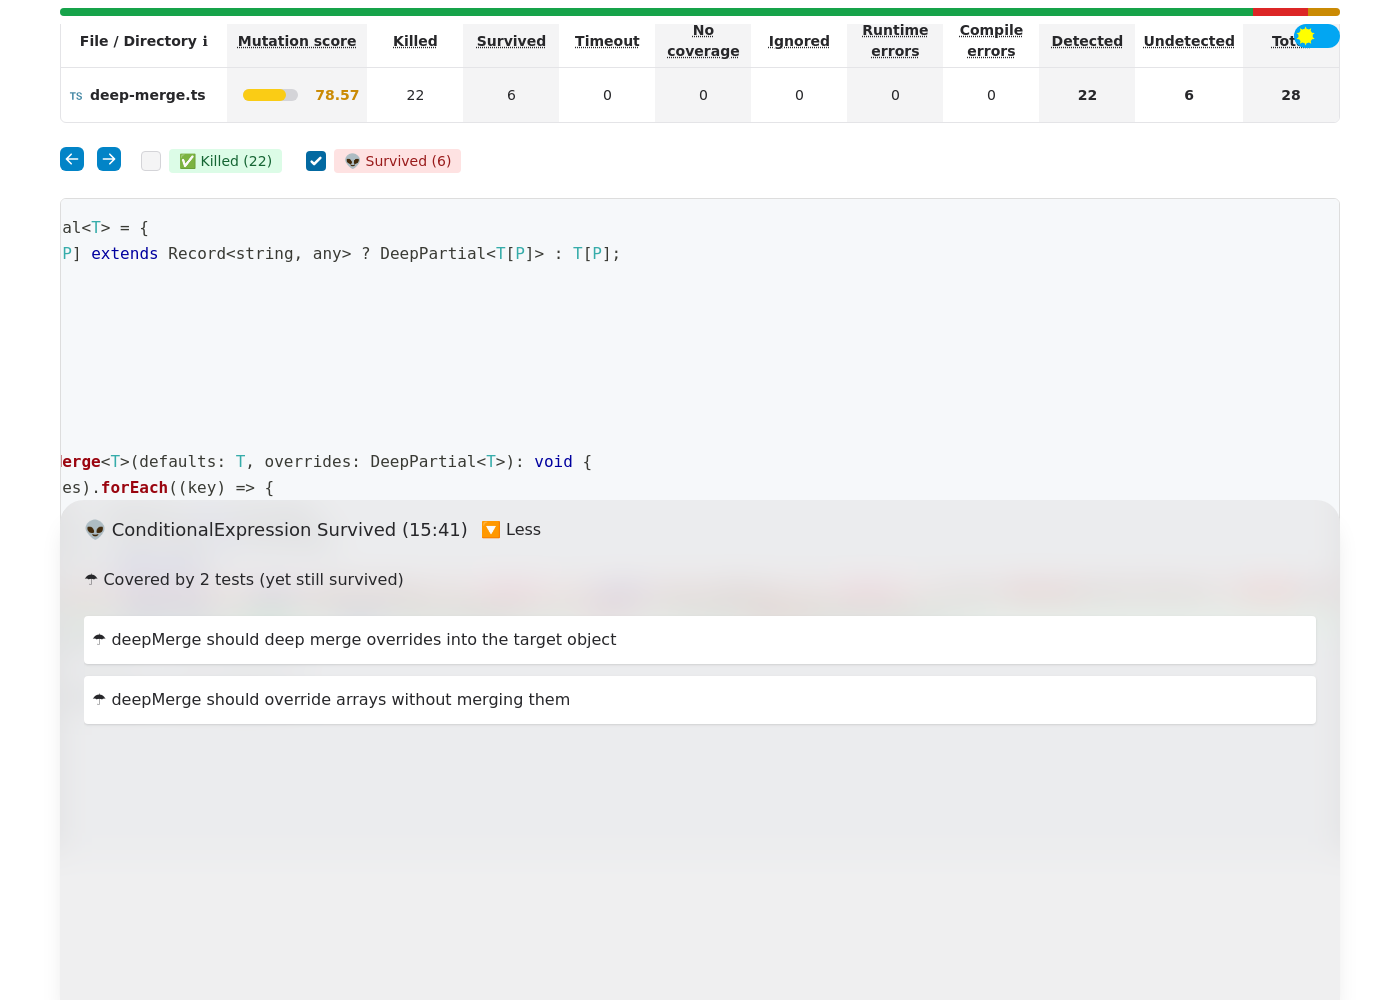 File / Directory ℹ Mutation score Killed Survived Timeout No coverage Ignored Runtime errors Compile errors Detected Undetected Tot
TS deep-merge.ts 78.57 22 6 0 0 0 0 0 22 6 28
✅ Killed (22) 👽 Survived (6)
al<T> = {
P] extends Record<string, any> ? DeepPartial<T[P]> : T[P];
erge<T>(defaults: T, overrides: DeepPartial<T>): void {
es).forEach((key) => {
👽 ConditionalExpression Survived (15:41) 🔽 Less
☂ Covered by 2 tests (yet still survived)
☂ deepMerge should deep merge overrides into the target object
☂ deepMerge should override arrays without merging them